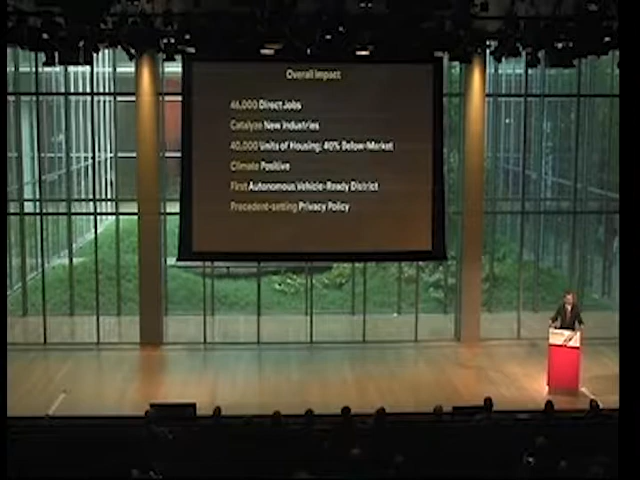 Overall Impact
46,000 Direct Jobs
Catalyze New Industries
40,000 Units of Housing; 40% Below-Market
Climate Positive
First Autonomous Vehicle-Ready District
Precedent-setting Privacy Policy